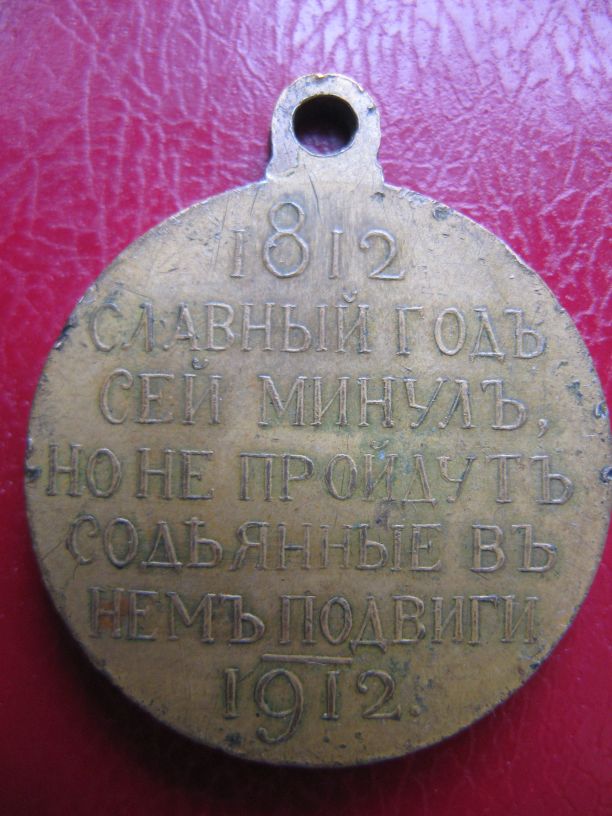 1812
СЛАВНЫЙ ГОДЪ
СЕЙ МИНУЛЪ,
НО НЕ ПРОЙДУТЪ
СОДѢЯННЫЕ ВЪ
НЕМЪ ПОДВИГИ
1912.